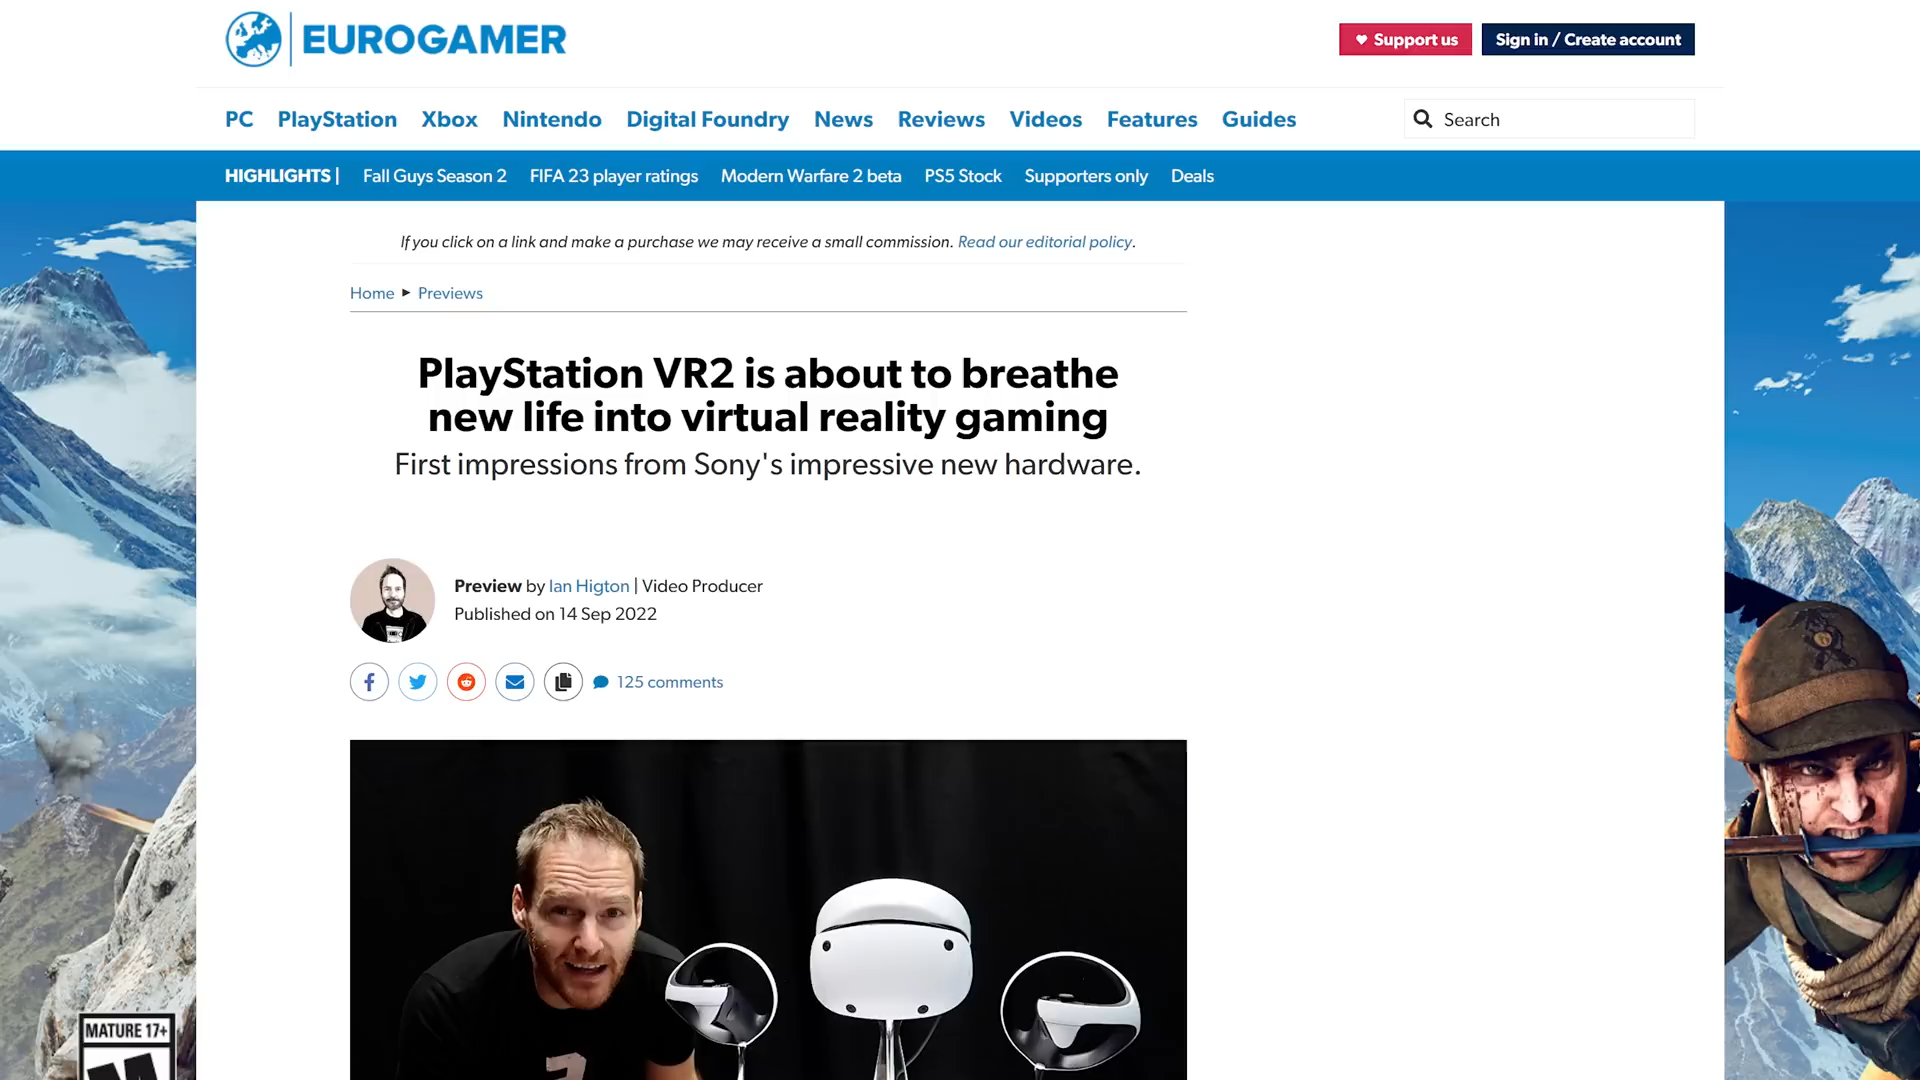 EUROGAMER
Support us
Sign in / Create account
PC PlayStation Xbox Nintendo Digital Foundry News Reviews Videos Features Guides
Search
HIGHLIGHTS | Fall Guys Season 2 FIFA 23 player ratings Modern Warfare 2 beta PS5 Stock Supporters only Deals
If you click on a link and make a purchase we may receive a small commission. Read our editorial policy.
Home ► Previews
PlayStation VR2 is about to breathe
new life into virtual reality gaming
First impressions from Sony's impressive new hardware.
Preview by Ian Higton | Video Producer
Published on 14 Sep 2022
125 comments
MATURE 17+
M